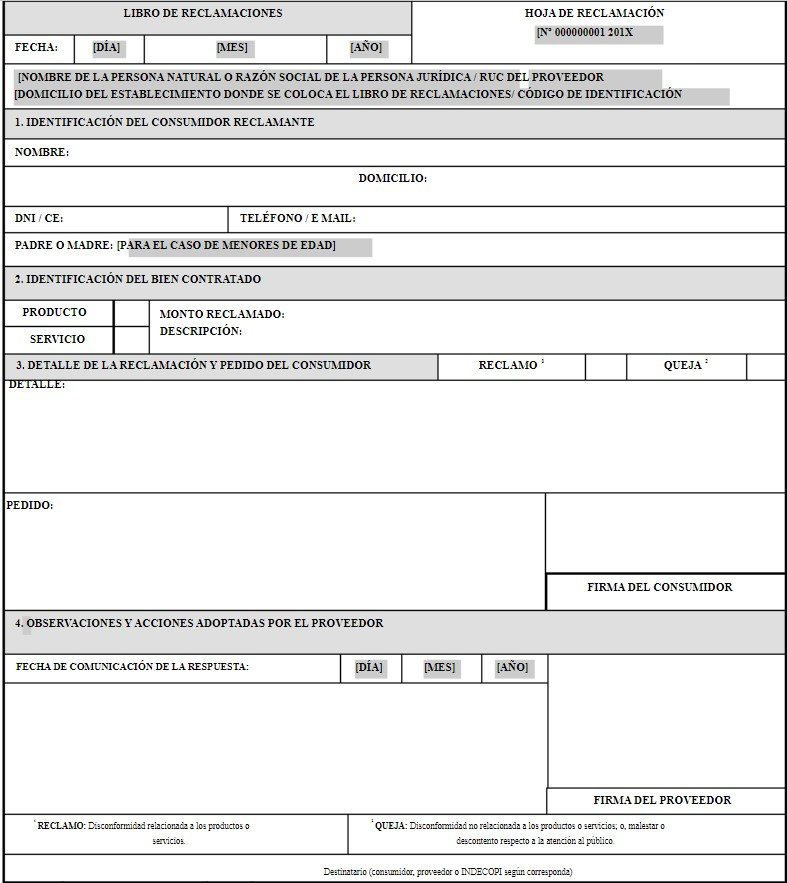 LIBRO DE RECLAMACIONES
HOJA DE RECLAMACIÓN
[Nº 000000001 201X
FECHA: [DÍA] [MES] [AÑO]
[NOMBRE DE LA PERSONA NATURAL O RAZÓN SOCIAL DE LA PERSONA JURÍDICA / RUC DEL PROVEEDOR
[DOMICILIO DEL ESTABLECIMIENTO DONDE SE COLOCA EL LIBRO DE RECLAMACIONES/ CÓDIGO DE IDENTIFICACIÓN
1. IDENTIFICACIÓN DEL CONSUMIDOR RECLAMANTE
NOMBRE:
DOMICILIO:
DNI / CE: TELÉFONO / E MAIL:
PADRE O MADRE: [PARA EL CASO DE MENORES DE EDAD]
2. IDENTIFICACIÓN DEL BIEN CONTRATADO
PRODUCTO MONTO RECLAMADO:
SERVICIO DESCRIPCIÓN:
3. DETALLE DE LA RECLAMACIÓN Y PEDIDO DEL CONSUMIDOR RECLAMO ¹ QUEJA ²
DETALLE:
PEDIDO:
FIRMA DEL CONSUMIDOR
4. OBSERVACIONES Y ACCIONES ADOPTADAS POR EL PROVEEDOR
FECHA DE COMUNICACIÓN DE LA RESPUESTA: [DÍA] [MES] [AÑO]
FIRMA DEL PROVEEDOR
¹ RECLAMO: Disconformidad relacionada a los productos o
servicios.
² QUEJA: Disconformidad no relacionada a los productos o servicios; o, malestar o
descontento respecto a la atención al público.
Destinatario (consumidor, proveedor o INDECOPI según corresponda)